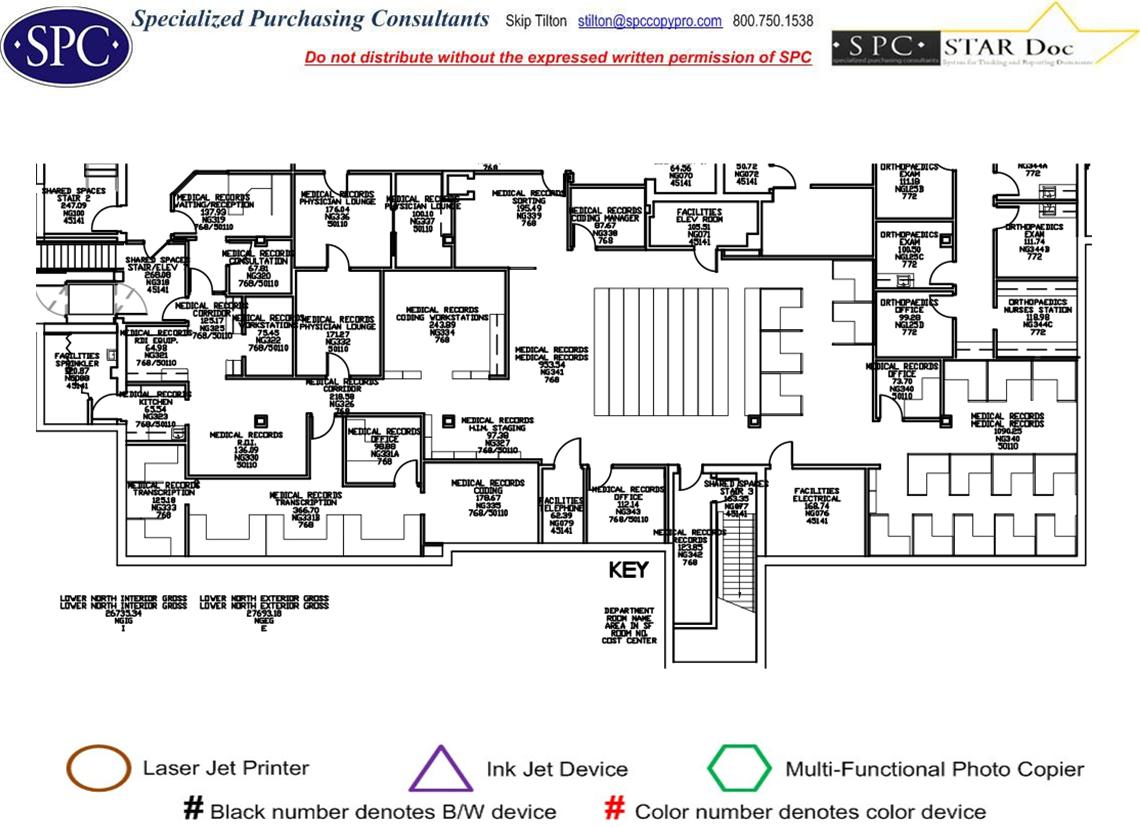 SPC
Specialized Purchasing Consultants Skip Tilton stilton@spccopypro.com 800.750.1538
Do not distribute without the expressed written permission of SPC
SPC
specialized purchasing consultants
STAR Doc
System for Tracking and Reporting Documents
SHARED SPACES
STAIR 2
247.09
NG100
45141
MEDICAL RECORDS
WAITING/RECEPTION
137.93
NG319
768/50110
MEDICAL RECORDS
PHYSICIAN LOUNGE
176.04
NG336
50110
MEDICAL RECORDS
PHYSICIAN LOUNGE
100.10
NG337
50110
768
MEDICAL RECORDS
SORTING
195.49
NG339
768
MEDICAL RECORDS
CODING MANAGER
87.67
NG338
768
64.56
NG070
45141
50.72
NG072
45141
FACILITIES
ELEV ROOM
105.51
NG071
45141
ORTHOPAEDICS
EXAM
111.18
NG125B
772
NG344A
772
ORTHOPAEDICS
EXAM
100.50
NG125C
772
ORTHOPAEDICS
EXAM
111.74
NG344B
772
SHARED SPACES
STAIR/ELEV
268.08
NG318
45141
MEDICAL RECORDS
CONSULTATION
67.81
NG320
768/50110
MEDICAL RECORDS
CORRIDOR
125.17
NG325
768/50110
MEDICAL RECORDS
WORKSTATIONS
75.45
NG322
768/50110
MEDICAL RECORDS
PHYSICIAN LOUNGE
171.27
NG332
50110
MEDICAL RECORDS
CODING WORKSTATIONS
243.89
NG334
768
MEDICAL RECORDS
MEDICAL RECORDS
953.54
NG341
768
ORTHOPAEDICS
OFFICE
99.28
NG125D
772
ORTHOPAEDICS
NURSES STATION
118.98
NG344C
772
MEDICAL RECORDS
ROI EQUIP.
64.98
NG321
768/50110
FACILITIES
SPRINKLER
45141
MEDICAL RECORDS
KITCHEN
65.54
NG323
768/50110
MEDICAL RECORDS
CORRIDOR
218.58
NG326
768
MEDICAL RECORDS
OFFICE
73.70
NG340
50110
MEDICAL RECORDS
MEDICAL RECORDS
1090.25
NG340
50110
MEDICAL RECORDS
R.O.I.
136.09
NG330
50110
MEDICAL RECORDS
OFFICE
98.88
NG331A
768
MEDICAL RECORDS
H.I.M. STAGING
97.38
NG327
768/50110
MEDICAL RECORDS
TRANSCRIPTION
125.18
NG333
768
MEDICAL RECORDS
TRANSCRIPTION
366.70
NG331B
768
MEDICAL RECORDS
CODING
178.67
NG335
768/50110
FACILITIES
TELEPHONE
62.39
NG079
45141
MEDICAL RECORDS
OFFICE
112.14
NG343
768/50110
SHARED SPACES
STAIR 3
163.35
NG077
45141
FACILITIES
ELECTRICAL
168.74
NG076
45141
MEDICAL RECORDS
RECORDS
123.85
NG342
768
KEY
DEPARTMENT
ROOM NAME
AREA IN SF
ROOM NO.
COST CENTER
LOWER NORTH INTERIOR GROSS
LOWER NORTH INTERIOR GROSS
26735.34
NGIG
I
LOWER NORTH EXTERIOR GROSS
LOWER NORTH EXTERIOR GROSS
27693.18
NGEG
E
Laser Jet Printer
Ink Jet Device
Multi-Functional Photo Copier
# Black number denotes B/W device
# Color number denotes color device